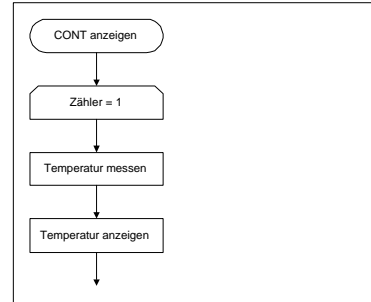 CONT anzeigen
Zähler = 1
Temperatur messen
Temperatur anzeigen